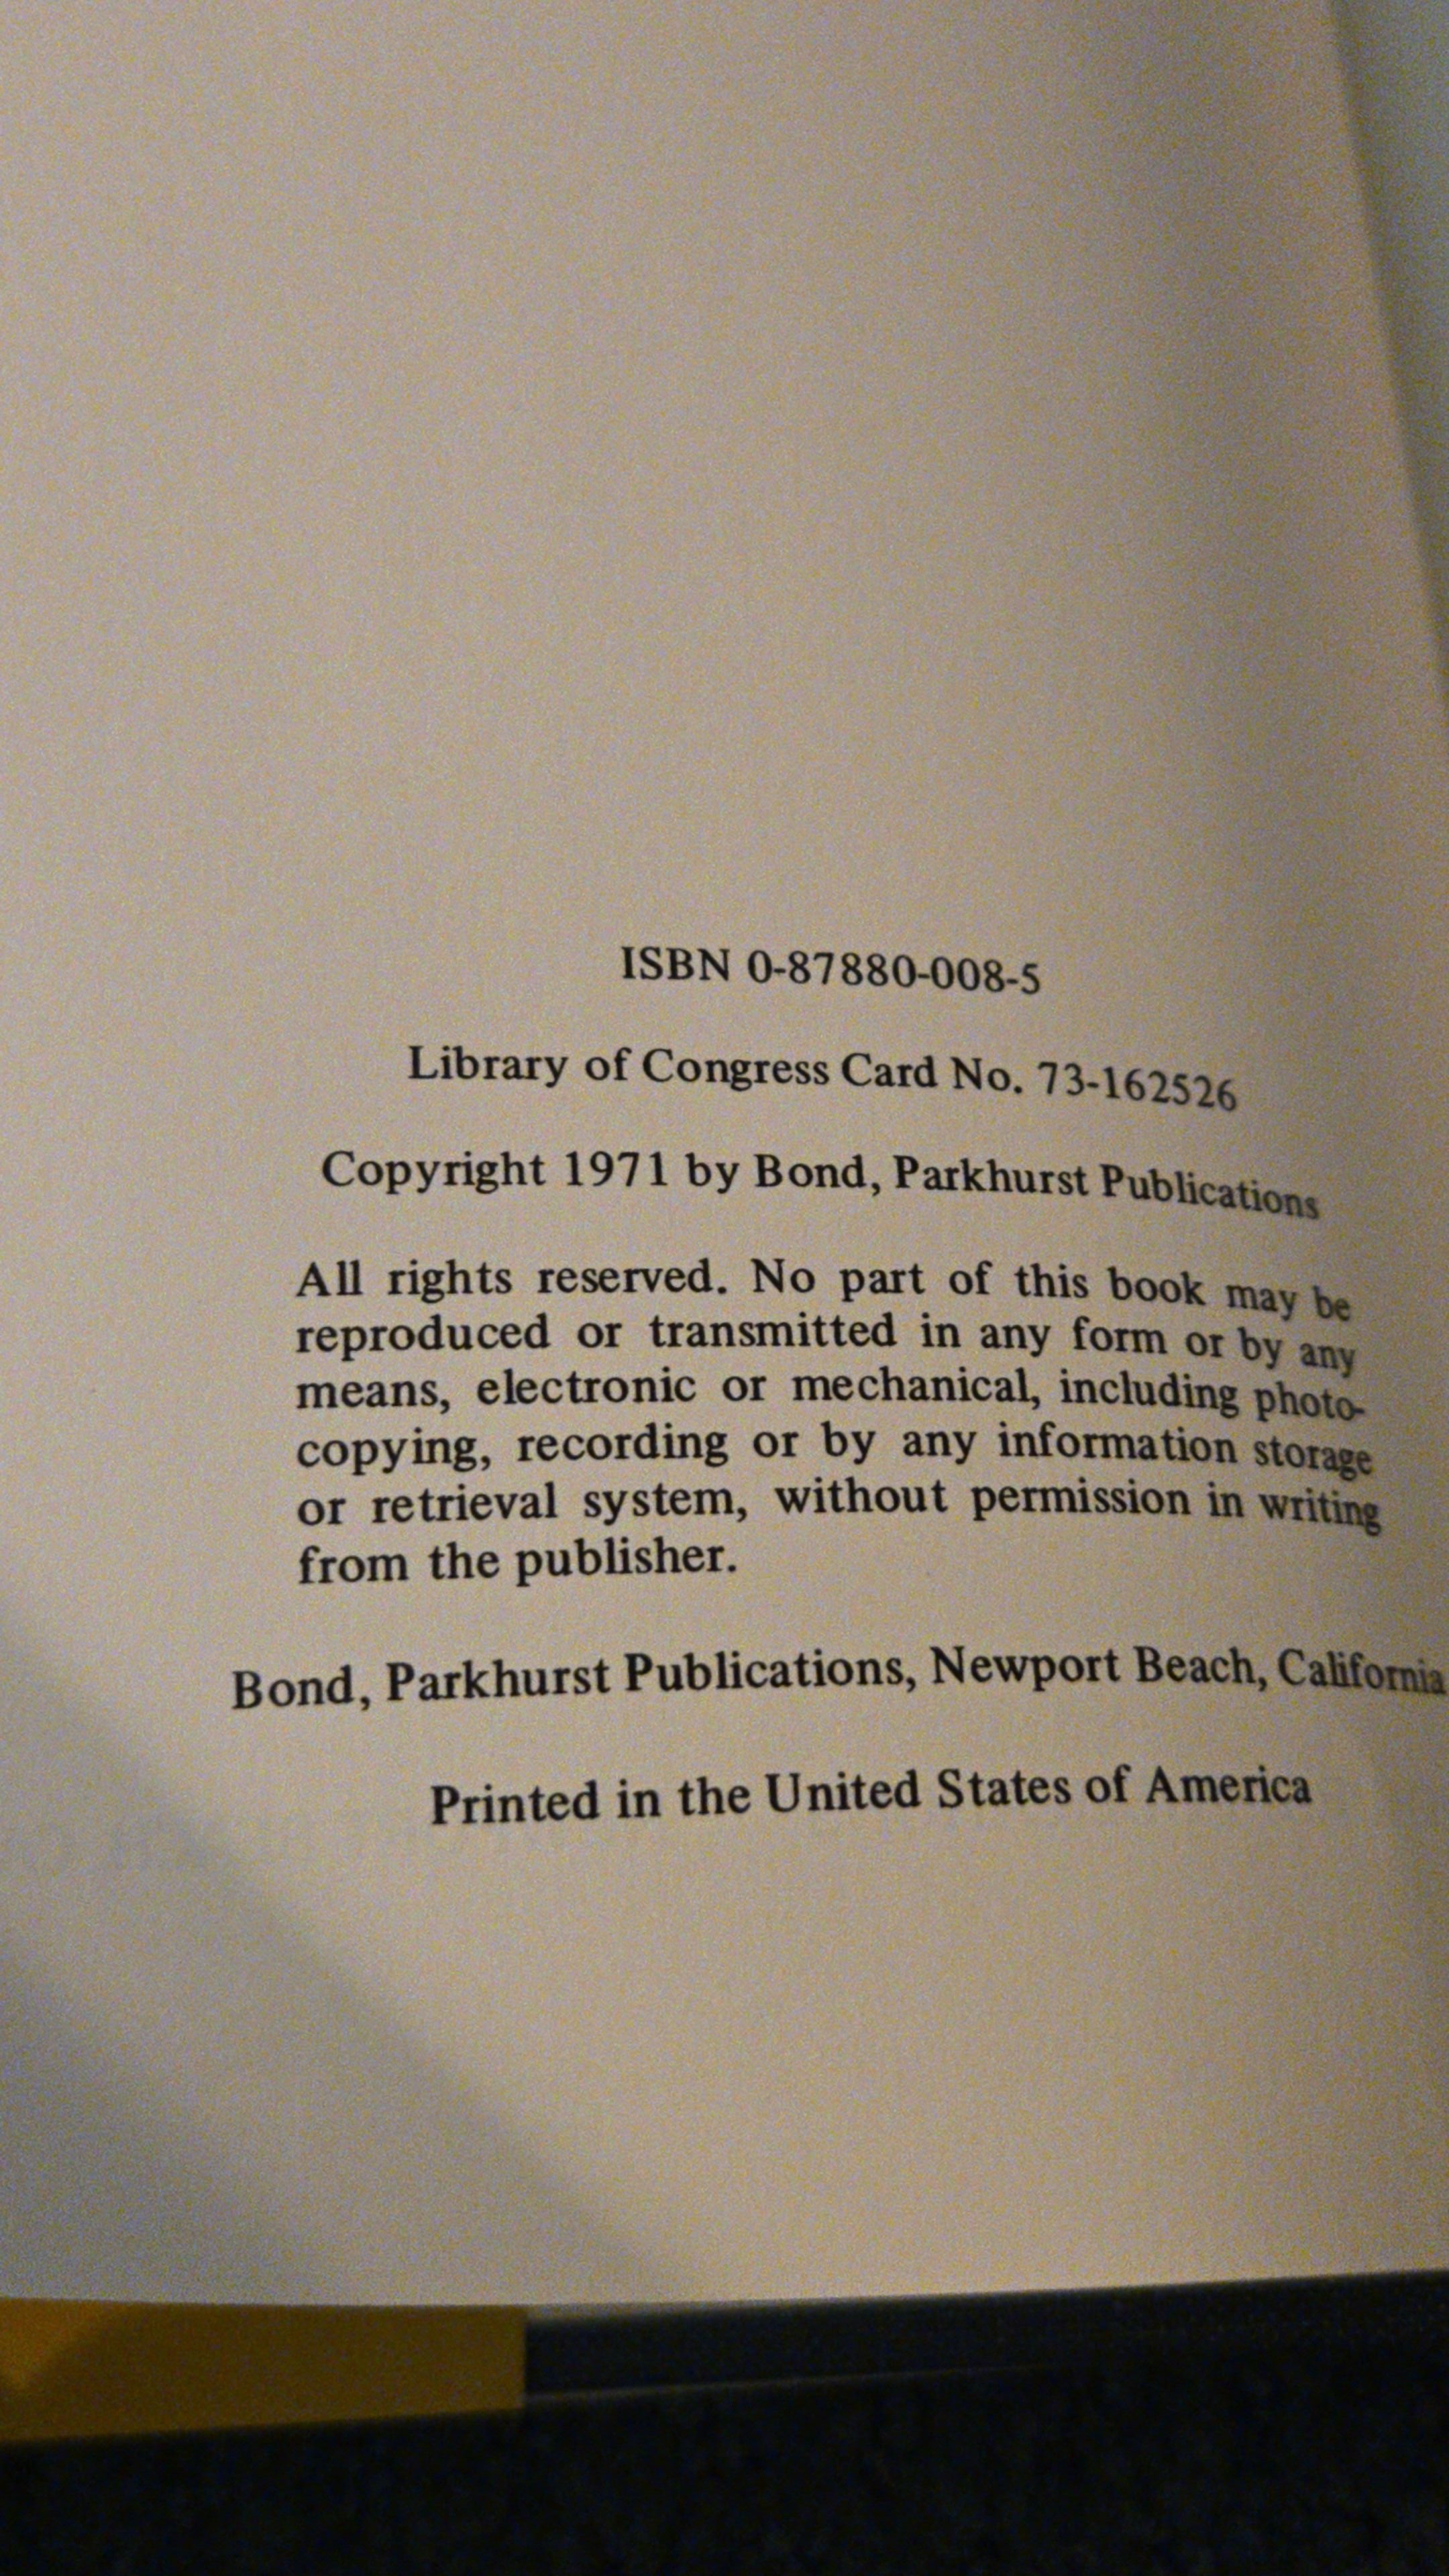 ISBN 0-87880-008-5
Library of Congress Card No. 73-162526
Copyright 1971 by Bond, Parkhurst Publications
All rights reserved. No part of this book may be
reproduced or transmitted in any form or by any
means, electronic or mechanical, including photo-
copying, recording or by any information storage
or retrieval system, without permission in writing
from the publisher.
Bond, Parkhurst Publications, Newport Beach, California
Printed in the United States of America